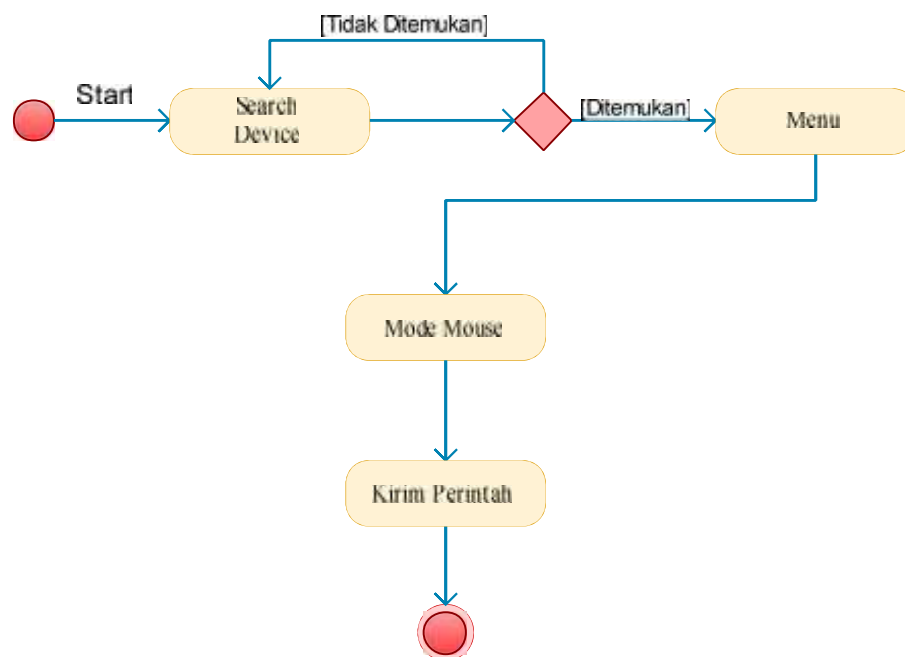 [Tidak Ditemukan]
Start
Search
Device
[Ditemukan]
Menu
Mode Mouse
Kirim Perintah